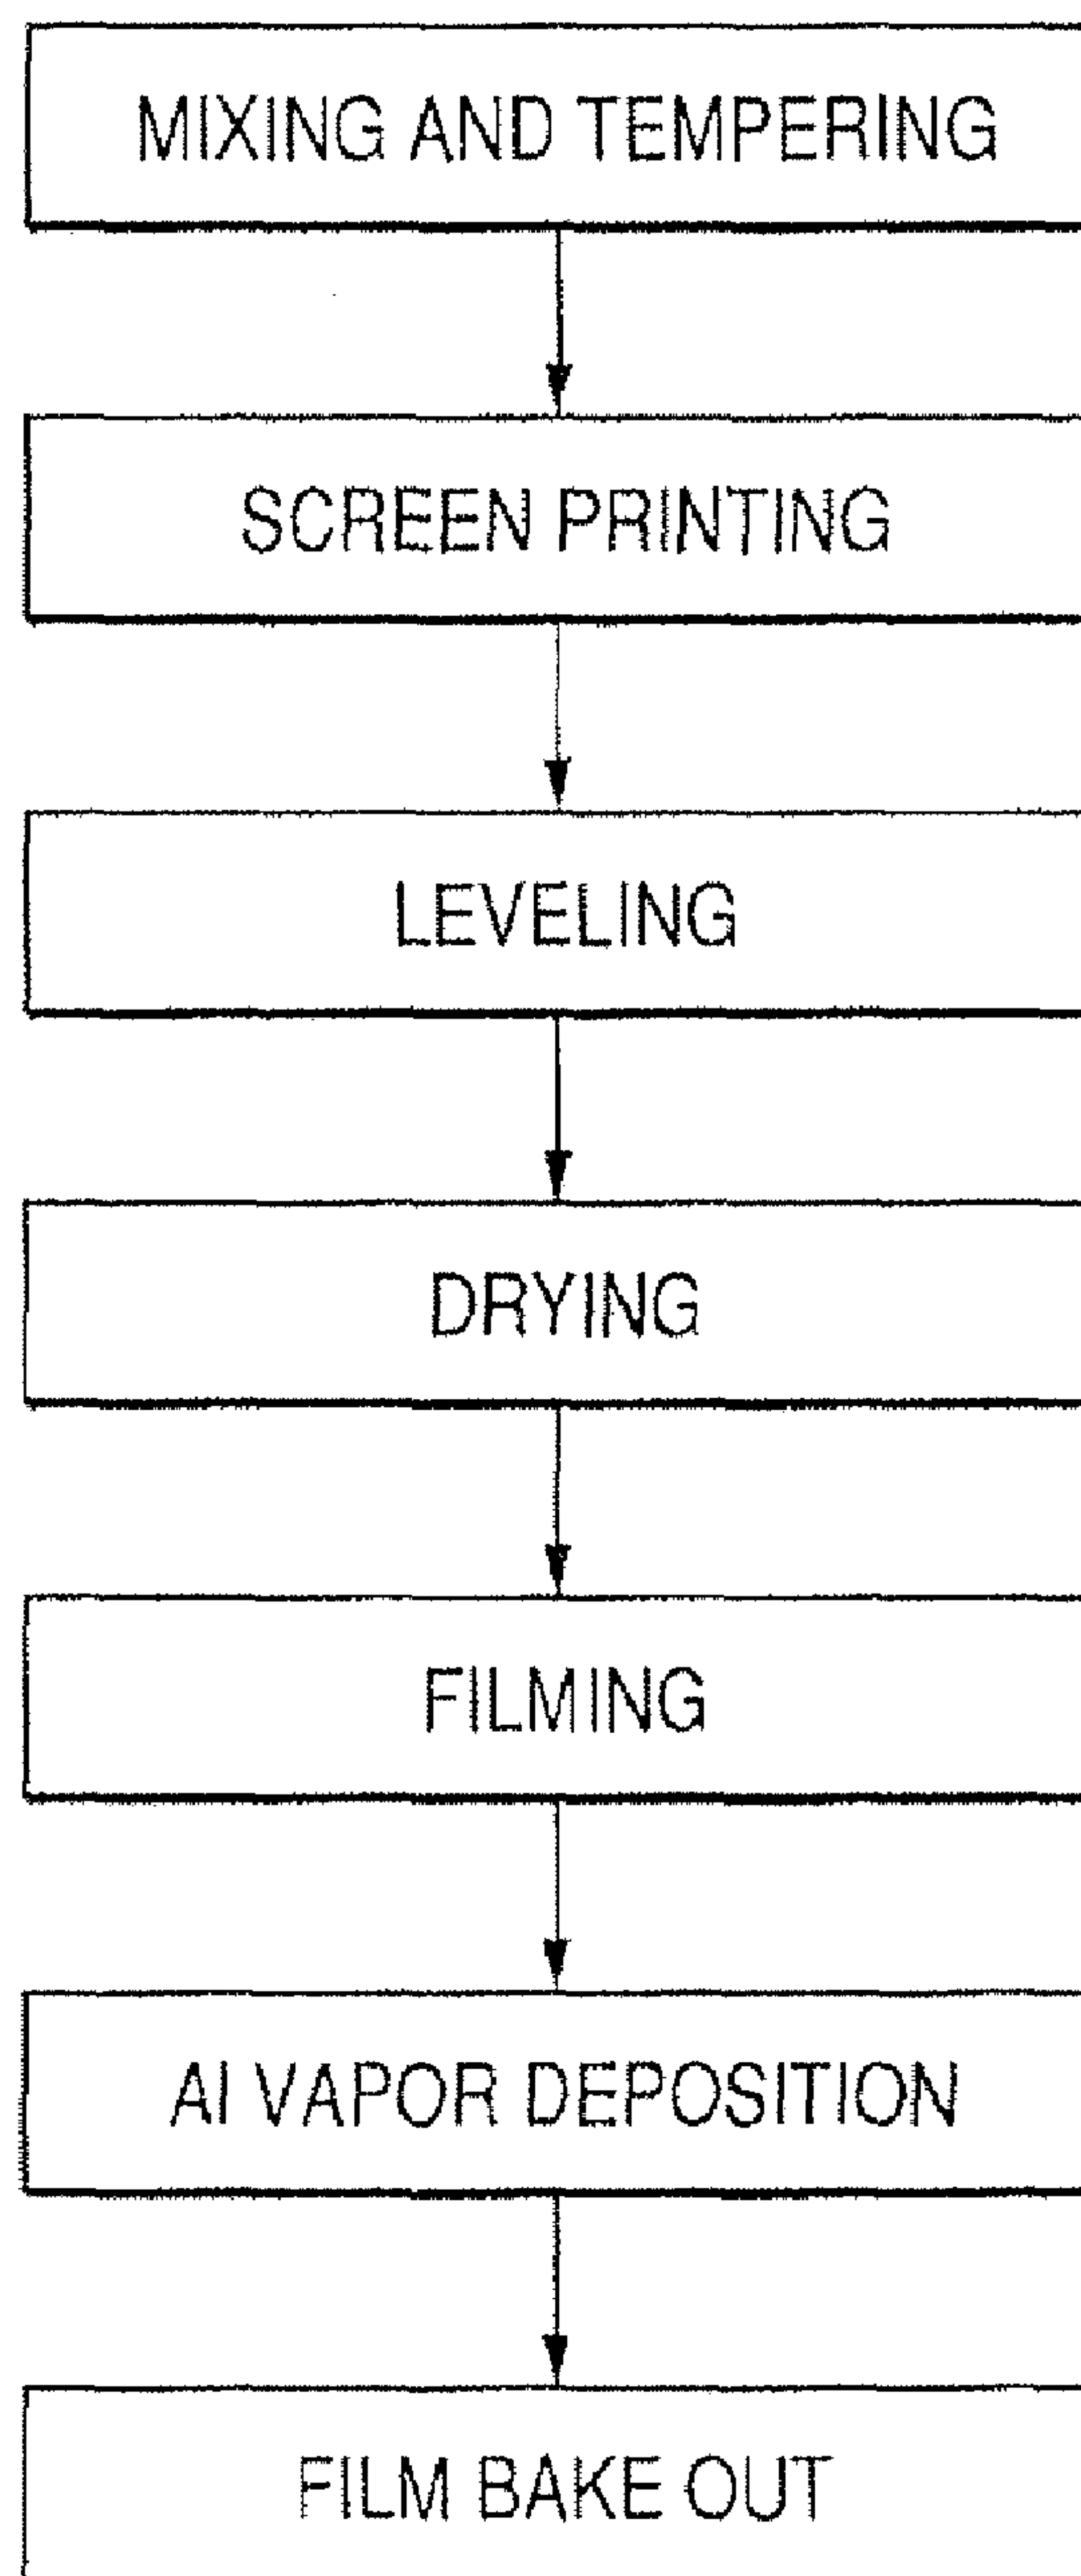 MIXING AND TEMPERING
SCREEN PRINTING
LEVELING
DRYING
FILMING
Al VAPOR DEPOSITION
FILM BAKE OUT